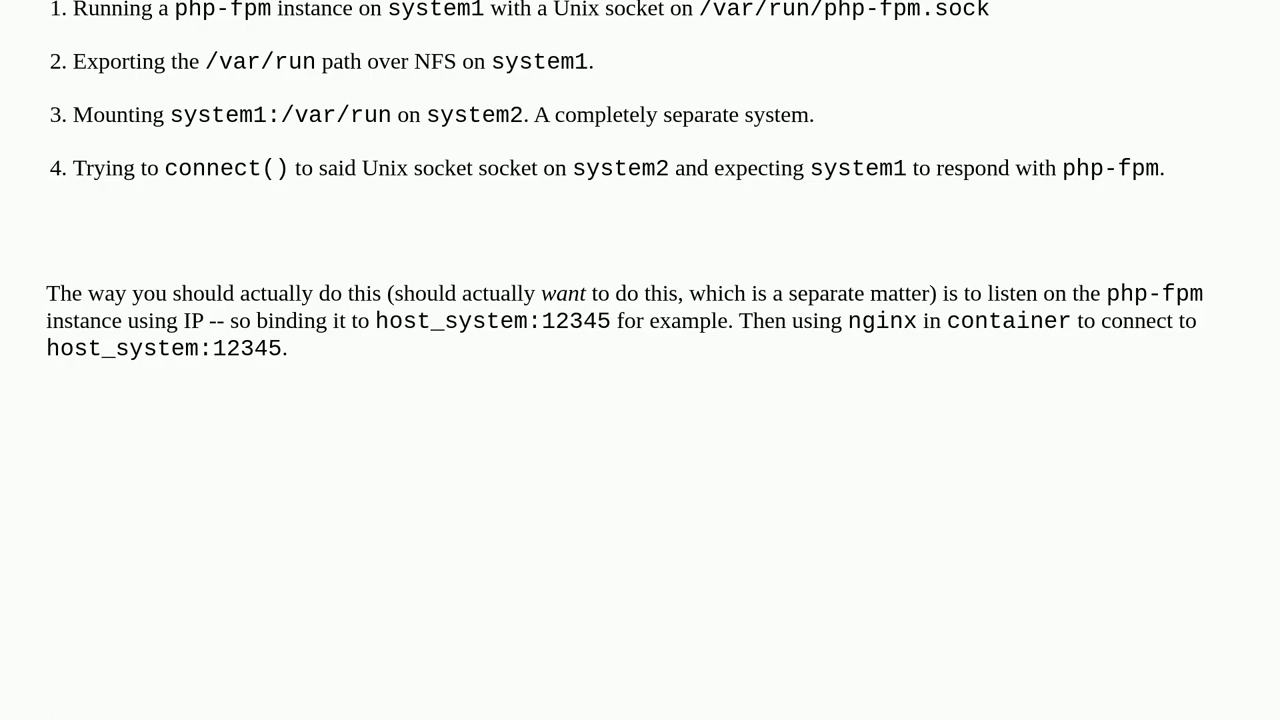 1. Running a php-fpm instance on system1 with a Unix socket on /var/run/php-fpm.sock
2. Exporting the /var/run path over NFS on system1.
3. Mounting system1:/var/run on system2. A completely separate system.
4. Trying to connect() to said Unix socket socket on system2 and expecting system1 to respond with php-fpm.
The way you should actually do this (should actually want to do this, which is a separate matter) is to listen on the php-fpm
instance using IP -- so binding it to host_system:12345 for example. Then using nginx in container to connect to
host_system:12345.